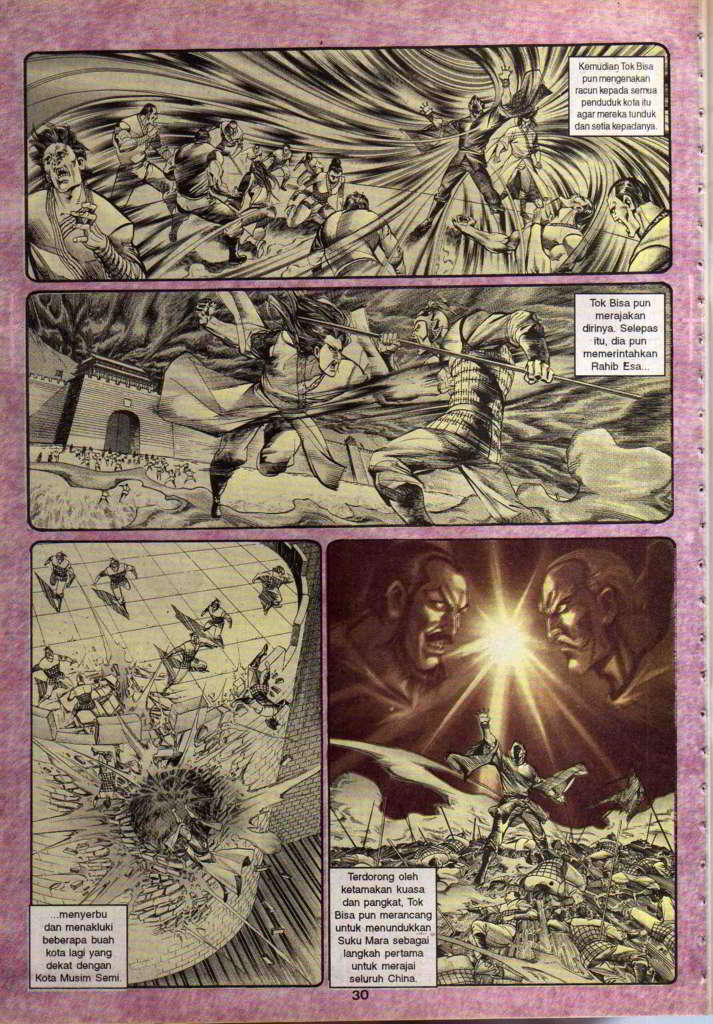 Kemudian Tok Bisa
pun mengenakan
racun kepada semua
penduduk kota itu
agar mereka tunduk
dan setia kepadanya.
Tok Bisa pun
merajakan
dirinya. Selepas
itu, dia pun
memerintahkan
Rahib Esa...
...menyerbu
dan menakluki
beberapa buah
kota lagi yang
dekat dengan
Kota Musim Semi.
Terdorong oleh
ketamakan kuasa
dan pangkat, Tok
Bisa pun merancang
untuk menundukkan
Suku Mara sebagai
langkah pertama
untuk merajai
seluruh China.
30